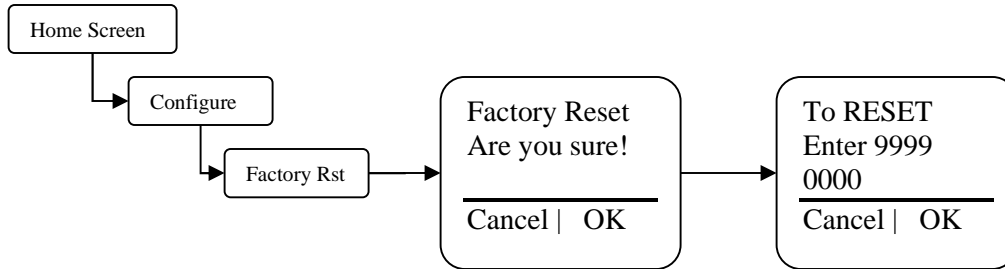 Home Screen
Configure
Factory Rst
Factory Reset
Are you sure!
Cancel | OK
To RESET
Enter 9999
0000
Cancel | OK